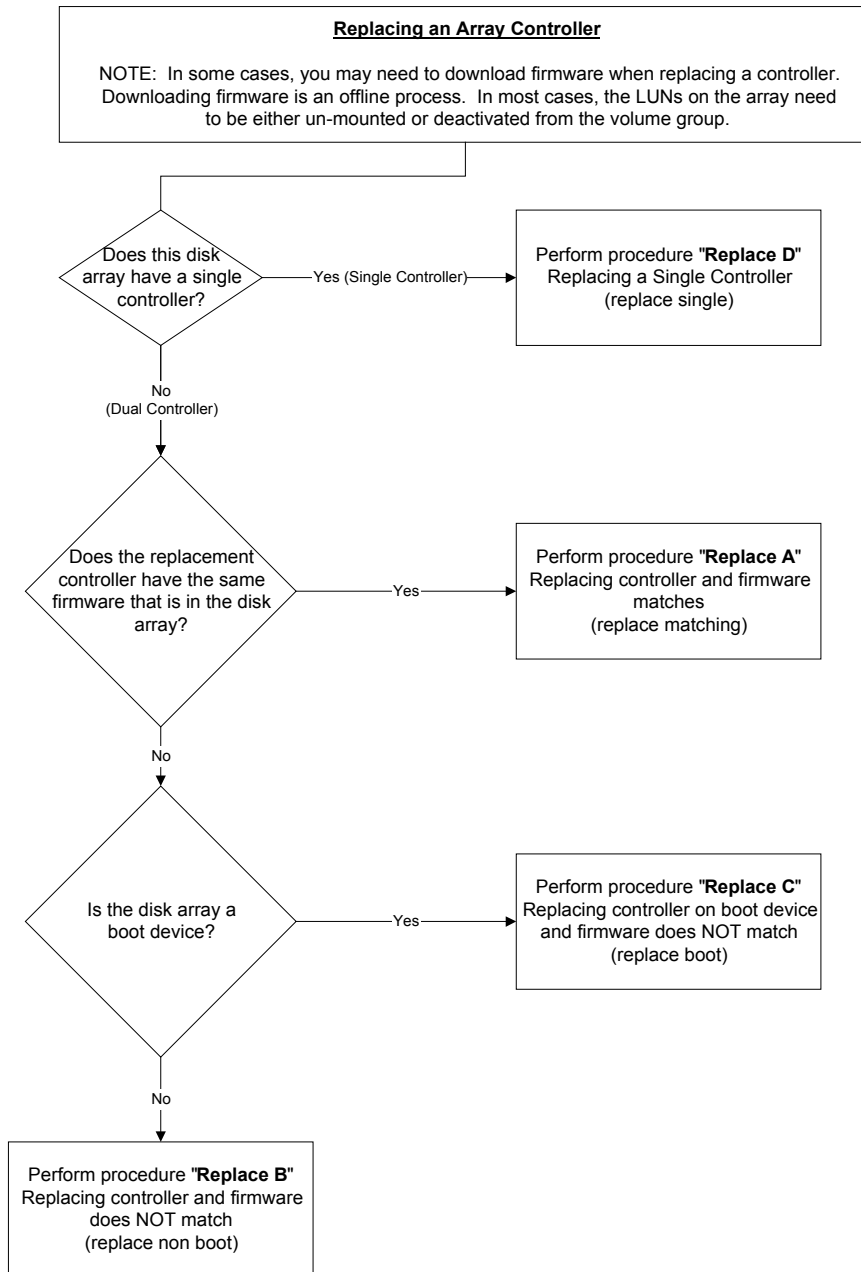 Replacing an Array Controller
NOTE:  In some cases, you may need to download firmware when replacing a controller.
Downloading firmware is an offline process.  In most cases, the LUNs on the array need
to be either un-mounted or deactivated from the volume group.
Does this disk
array have a single
controller?
Yes (Single Controller)
Perform procedure "Replace D"
Replacing a Single Controller
(replace single)
No
(Dual Controller)
Does the replacement
controller have the same
firmware that is in the disk
array?
Yes
Perform procedure "Replace A"
Replacing controller and firmware
matches
(replace matching)
No
Is the disk array a
boot device?
Yes
Perform procedure "Replace C"
Replacing controller on boot device
and firmware does NOT match
(replace boot)
No
Perform procedure "Replace B"
Replacing controller and firmware
does NOT match
(replace non boot)